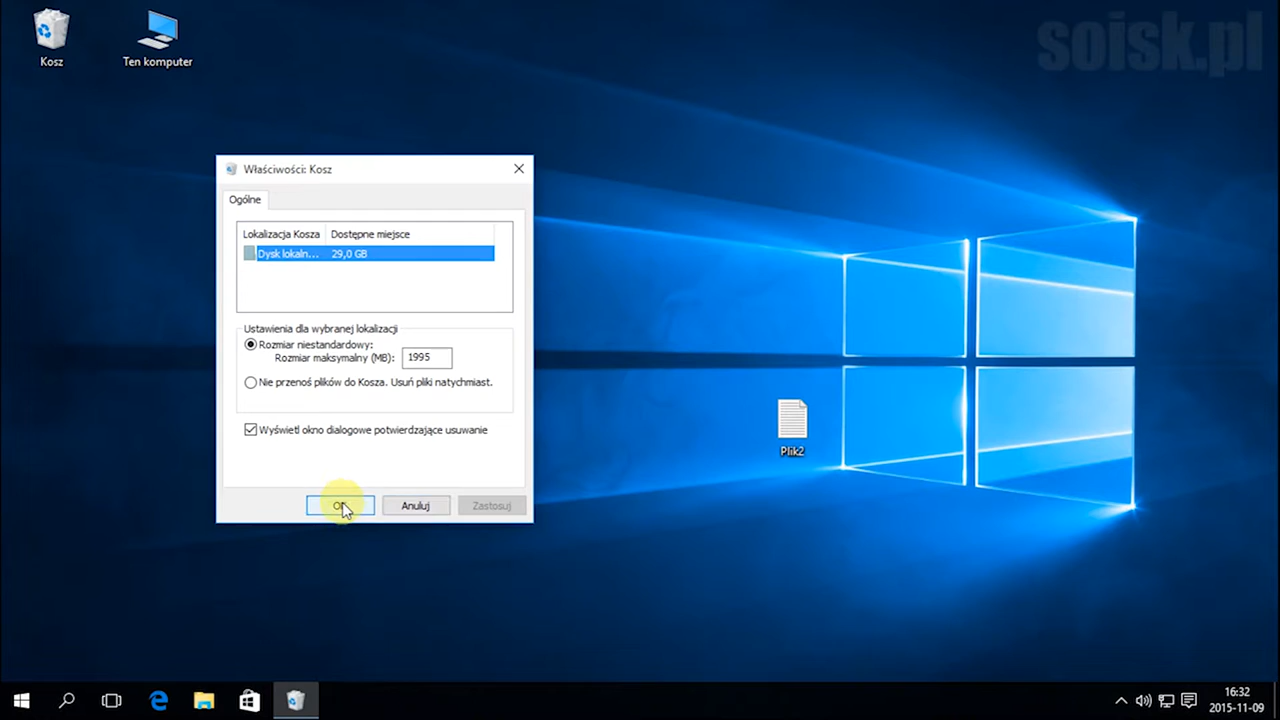 soisk.pl
Kosz
Ten komputer
Właściwości: Kosz
Ogólne
Lokalizacja Kosza Dostępne miejsce
Dysk lokaln... 29,0 GB
Ustawienia dla wybranej lokalizacji
Rozmiar niestandardowy:
Rozmiar maksymalny (MB): 1995
Nie przenoś plików do Kosza. Usuń pliki natychmiast.
Wyświetl okno dialogowe potwierdzające usuwanie
Plik2
OK Anuluj Zastosuj
16:32
2015-11-09